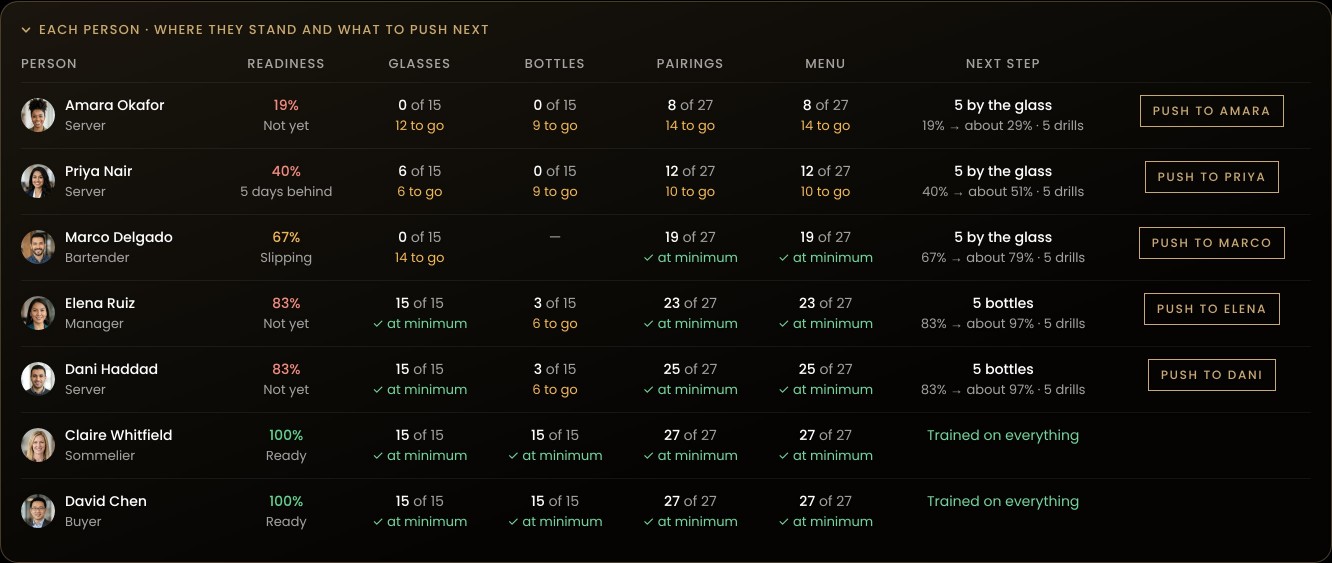 EACH PERSON · WHERE THEY STAND AND WHAT TO PUSH NEXT
PERSON READINESS GLASSES BOTTLES PAIRINGS MENU NEXT STEP
Amara Okafor 19% 0 of 15 0 of 15 8 of 27 8 of 27 5 by the glass PUSH TO AMARA
Server Not yet 12 to go 9 to go 14 to go 14 to go 19% → about 29% · 5 drills
Priya Nair 40% 6 of 15 0 of 15 12 of 27 12 of 27 5 by the glass PUSH TO PRIYA
Server 5 days behind 6 to go 9 to go 10 to go 10 to go 40% → about 51% · 5 drills
Marco Delgado 67% 0 of 15 — 19 of 27 19 of 27 5 by the glass PUSH TO MARCO
Bartender Slipping 14 to go ✓ at minimum ✓ at minimum 67% → about 79% · 5 drills
Elena Ruiz 83% 15 of 15 3 of 15 23 of 27 23 of 27 5 bottles PUSH TO ELENA
Manager Not yet ✓ at minimum 6 to go ✓ at minimum ✓ at minimum 83% → about 97% · 5 drills
Dani Haddad 83% 15 of 15 3 of 15 25 of 27 25 of 27 5 bottles PUSH TO DANI
Server Not yet ✓ at minimum 6 to go ✓ at minimum ✓ at minimum 83% → about 97% · 5 drills
Claire Whitfield 100% 15 of 15 15 of 15 27 of 27 27 of 27 Trained on everything
Sommelier Ready ✓ at minimum ✓ at minimum ✓ at minimum ✓ at minimum
David Chen 100% 15 of 15 15 of 15 27 of 27 27 of 27 Trained on everything
Buyer Ready ✓ at minimum ✓ at minimum ✓ at minimum ✓ at minimum